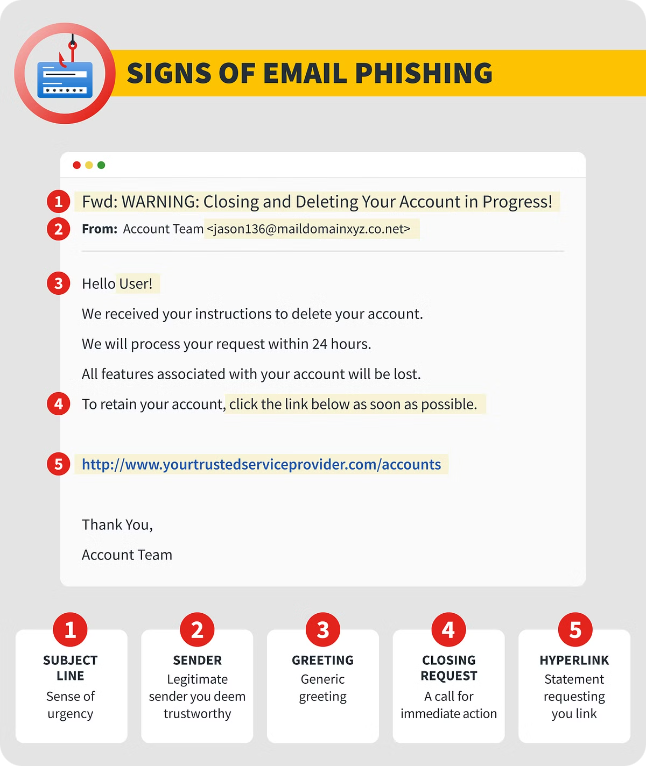 SIGNS OF EMAIL PHISHING
1 Fwd: WARNING: Closing and Deleting Your Account in Progress!
2 From: Account Team <jason136@maildomainxyz.co.net>
3 Hello User!
We received your instructions to delete your account.
We will process your request within 24 hours.
All features associated with your account will be lost.
4 To retain your account, click the link below as soon as possible.
5 http://www.yourtrustedserviceprovider.com/accounts
Thank You,
Account Team
1
SUBJECT
LINE
Sense of
urgency
2
SENDER
Legitimate
sender you deem
trustworthy
3
GREETING
Generic
greeting
4
CLOSING
REQUEST
A call for
immediate action
5
HYPERLINK
Statement
requesting
you link